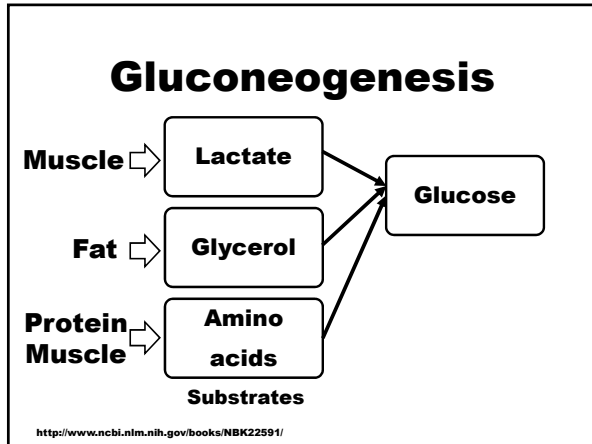 Gluconeogenesis
Muscle
Lactate
Glucose
Fat
Glycerol
Protein
Muscle
Amino
acids
Substrates
http://www.ncbi.nlm.nih.gov/books/NBK22591/